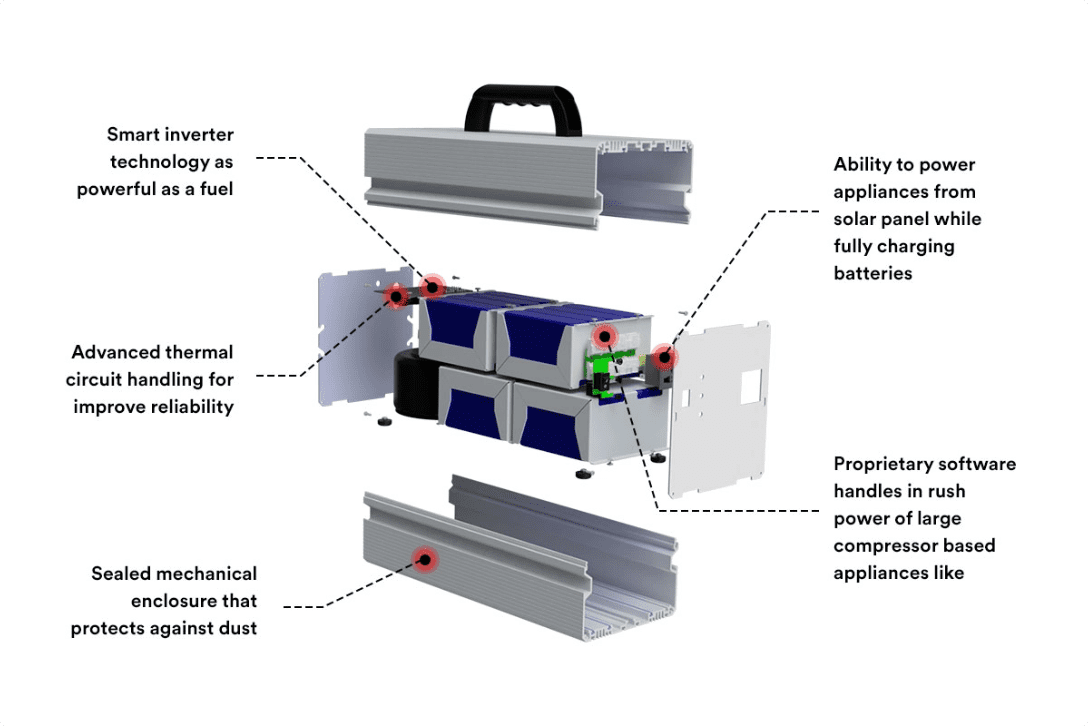 Smart inverter
technology as
powerful as a fuel
Advanced thermal
circuit handling for
improve reliability
Sealed mechanical
enclosure that
protects against dust
Ability to power
appliances from
solar panel while
fully charging
batteries
Proprietary software
handles in rush
power of large
compressor based
appliances like